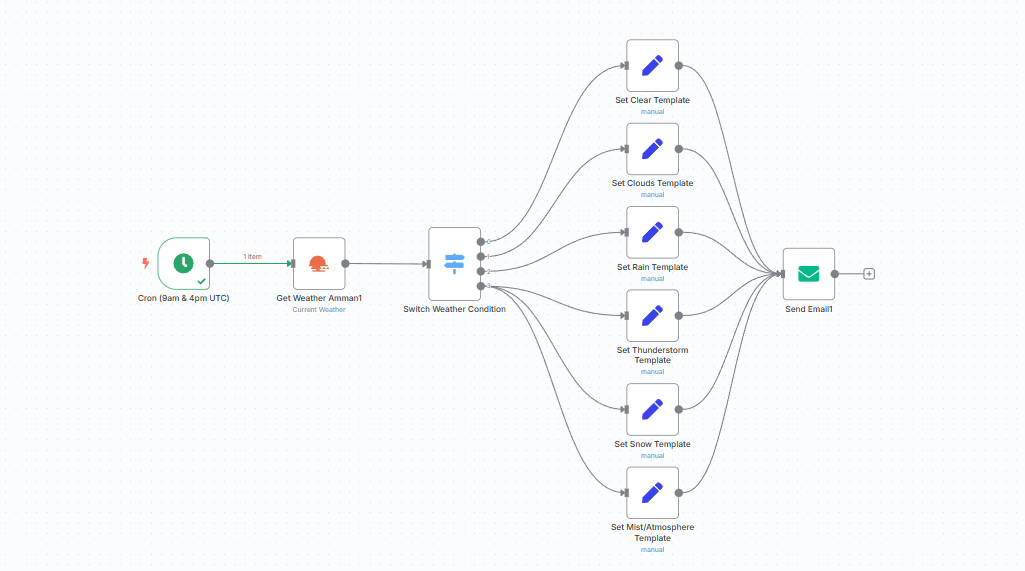 Set Clear Template
manual
Set Clouds Template
manual
Set Rain Template
manual
1 item
0
1
2
3
Cron (9am & 4pm UTC)
Get Weather Amman1
Current Weather
Switch Weather Condition
Send Email1
Set Thunderstorm
Template
manual
Set Snow Template
manual
Set Mist/Atmosphere
Template
manual